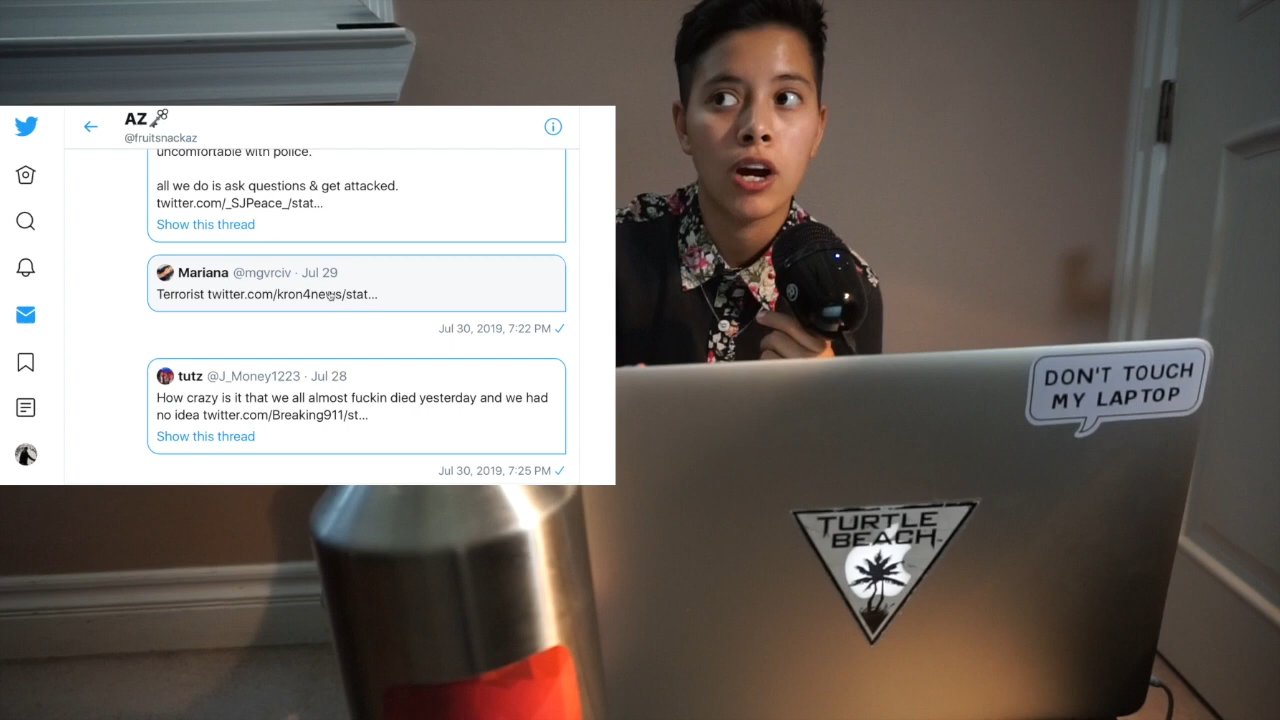 AZ
@fruitsnackaz
uncomfortable with police.
all we do is ask questions & get attacked.
twitter.com/_SJPeace_/stat...
Show this thread
Mariana @mgvrciv · Jul 29
Terrorist twitter.com/kron4news/stat...
Jul 30, 2019, 7:22 PM ✓
tutz @J_Money1223 · Jul 28
How crazy is it that we all almost fuckin died yesterday and we had
no idea twitter.com/Breaking911/st...
Show this thread
Jul 30, 2019, 7:25 PM ✓
DON'T TOUCH
MY LAPTOP
TURTLE
BEACH